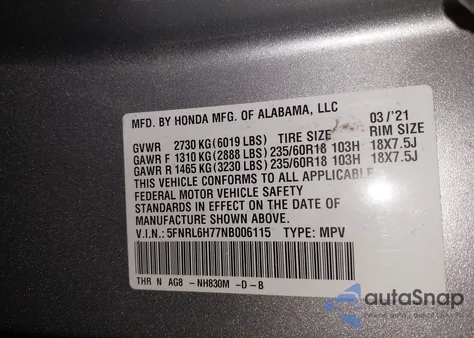 MFD. BY HONDA MFG. OF ALABAMA, LLC 03 /'21
GVWR 2730 KG(6019 LBS) TIRE SIZE RIM SIZE
GAWR F 1310 KG(2888 LBS) 235/60R18 103H 18X7.5J
GAWR R 1465 KG(3230 LBS) 235/60R18 103H 18X7.5J
THIS VEHICLE CONFORMS TO ALL APPLICABLE
FEDERAL MOTOR VEHICLE SAFETY
STANDARDS IN EFFECT ON THE DATE OF
MANUFACTURE SHOWN ABOVE.
V.I.N.: 5FNRL6H77NB006115 TYPE: MPV
THR N AG8 -NH830M -D-B
autoSnap